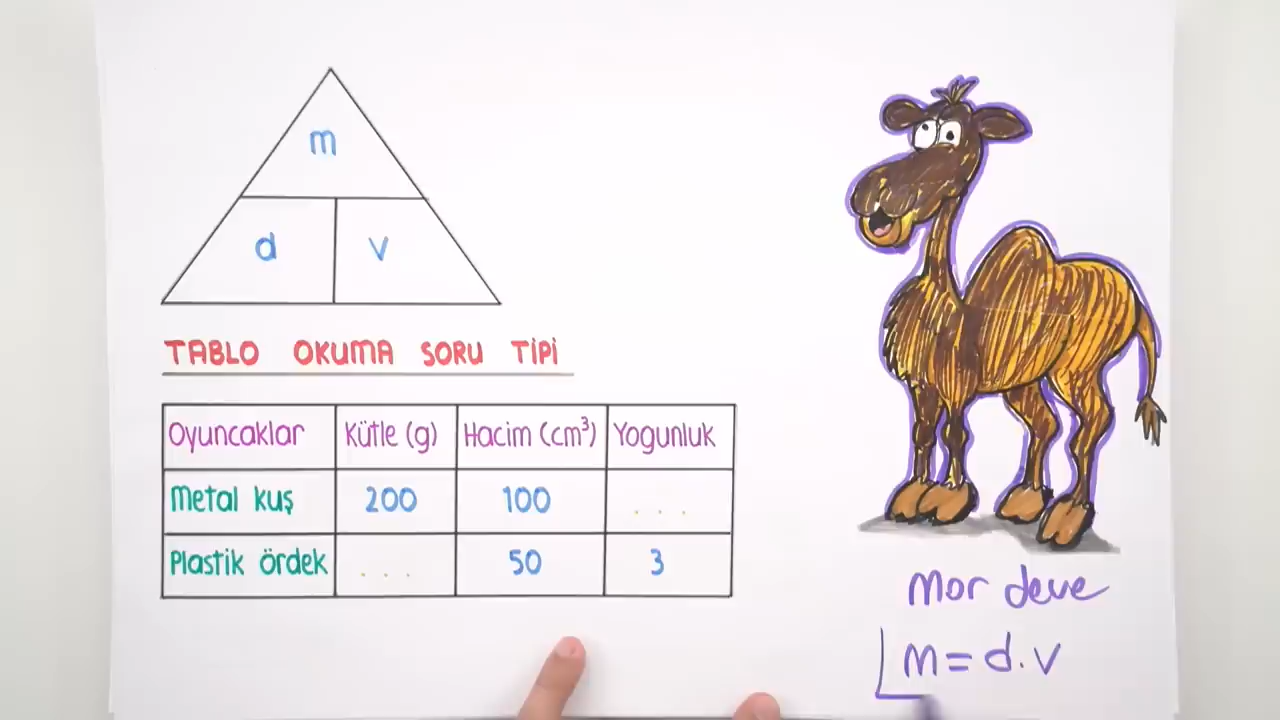 m
d v
TABLO OKUMA SORU TİPİ
Oyuncaklar Kütle (g) Hacim (cm³) Yogunluk
Metal kuş 200 100 ...
Plastik ördek ... 50 3
Mor deve
m = d.v